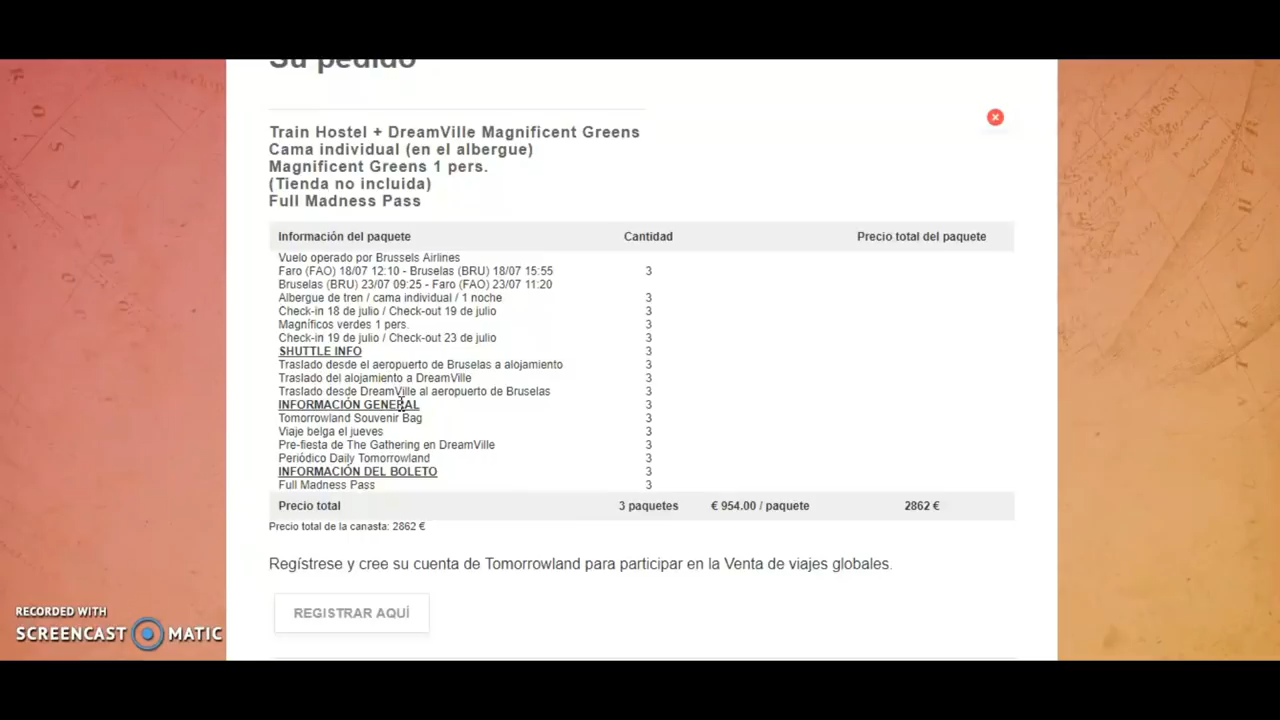 Su pedido
Train Hostel + DreamVille Magnificent Greens
Cama individual (en el albergue)
Magnificent Greens 1 pers.
(Tienda no incluida)
Full Madness Pass
Información del paquete Cantidad Precio total del paquete
Vuelo operado por Brussels Airlines
Faro (FAO) 18/07 12:10 - Bruselas (BRU) 18/07 15:55 3
Bruselas (BRU) 23/07 09:25 - Faro (FAO) 23/07 11:20
Albergue de tren / cama individual / 1 noche 3
Check-in 18 de julio / Check-out 19 de julio 3
Magníficos verdes 1 pers. 3
Check-in 19 de julio / Check-out 23 de julio 3
SHUTTLE INFO 3
Traslado desde el aeropuerto de Bruselas a alojamiento 3
Traslado del alojamiento a DreamVille 3
Traslado desde DreamVille al aeropuerto de Bruselas 3
INFORMACIÓN GENERAL 3
Tomorrowland Souvenir Bag 3
Viaje belga el jueves 3
Pre-fiesta de The Gathering en DreamVille 3
Periódico Daily Tomorrowland 3
INFORMACIÓN DEL BOLETO 3
Full Madness Pass 3
Precio total 3 paquetes € 954.00 / paquete 2862 €
Precio total de la canasta: 2862 €
Regístrese y cree su cuenta de Tomorrowland para participar en la Venta de viajes globales.
REGISTRAR AQUÍ
RECORDED WITH
SCREENCAST MATIC